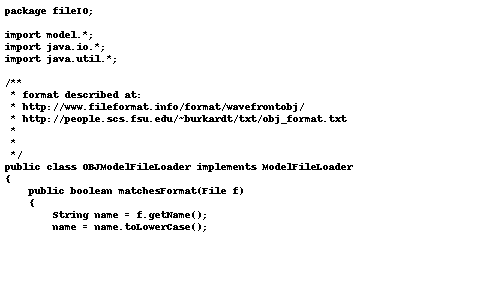 package fileIO;

import model.*;
import java.io.*;
import java.util.*;

/**
 * format described at:
 * http://www.fileformat.info/format/wavefrontobj/
 * http://people.scs.fsu.edu/~burkardt/txt/obj_format.txt
 *
 *
 */
public class OBJModelFileLoader implements ModelFileLoader
{
    public boolean matchesFormat(File f)
    {
        String name = f.getName();
        name = name.toLowerCase();